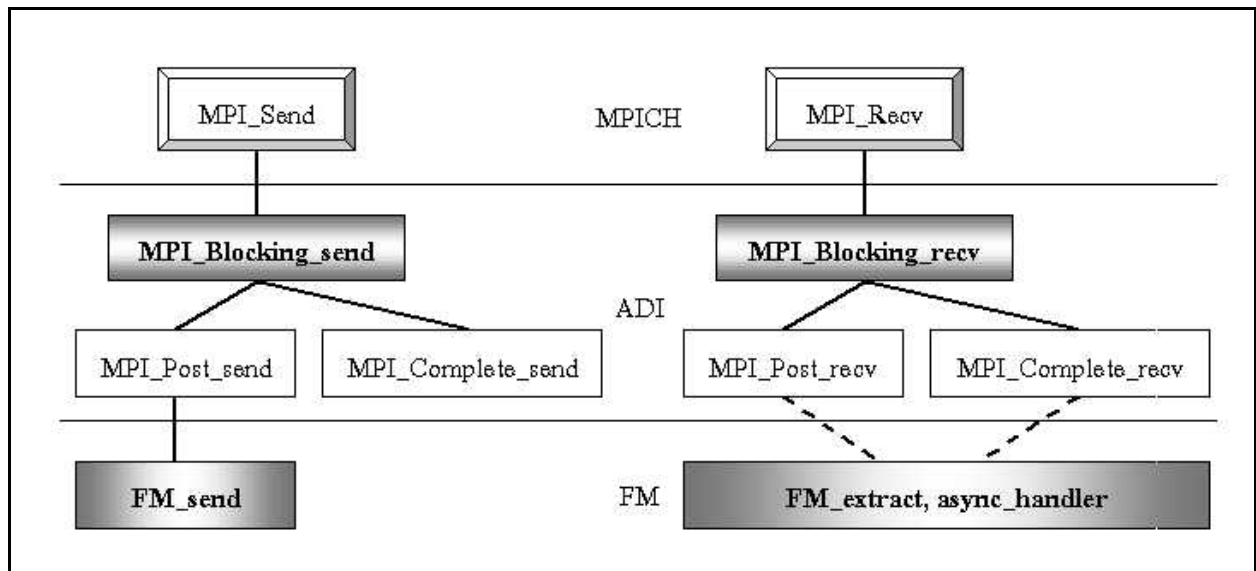 MPI_Send
MPICH
MPI_Recv
MPI_Blocking_send
MPI_Blocking_recv
ADI
MPI_Post_send
MPI_Complete_send
MPI_Post_recv
MPI_Complete_recv
FM_send
FM
FM_extract, async_handler